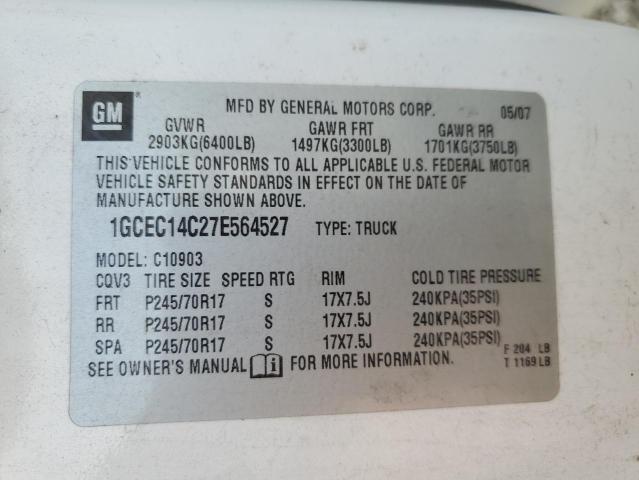 GM ®
MFD BY GENERAL MOTORS CORP. 05/07
GVWR GAWR FRT GAWR RR
2903KG(6400LB) 1497KG(3300LB) 1701KG(3750LB)
THIS VEHICLE CONFORMS TO ALL APPLICABLE U.S. FEDERAL MOTOR
VEHICLE SAFETY STANDARDS IN EFFECT ON THE DATE OF
MANUFACTURE SHOWN ABOVE.
1GCEC14C27E564527 TYPE: TRUCK
MODEL: C10903
CQV3 TIRE SIZE SPEED RTG RIM COLD TIRE PRESSURE
FRT P245/70R17 S 17X7.5J 240KPA(35PSI)
RR P245/70R17 S 17X7.5J 240KPA(35PSI)
SPA P245/70R17 S 17X7.5J 240KPA(35PSI)
F 204 LB
SEE OWNER'S MANUAL i FOR MORE INFORMATION. T 1169 LB